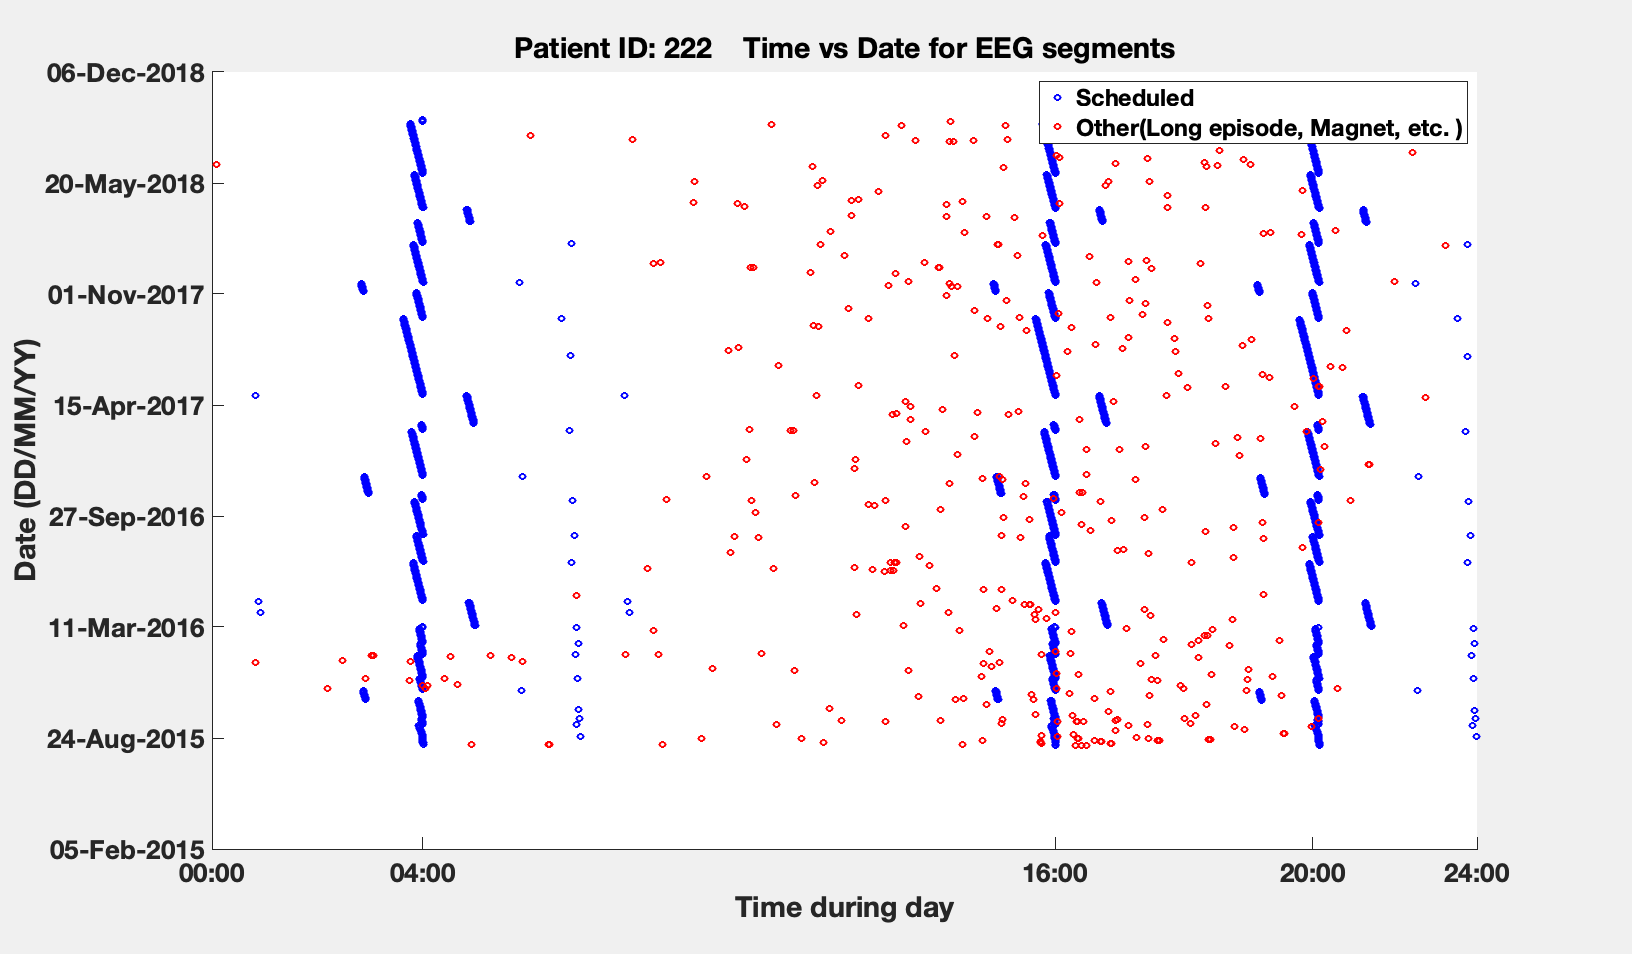 Patient ID: 222    Time vs Date for EEG segments
06-Dec-2018
Scheduled
Other(Long episode, Magnet, etc. )
20-May-2018
01-Nov-2017
15-Apr-2017
27-Sep-2016
11-Mar-2016
24-Aug-2015
05-Feb-2015
Date (DD/MM/YY)
00:00 04:00 16:00 20:00 24:00
Time during day